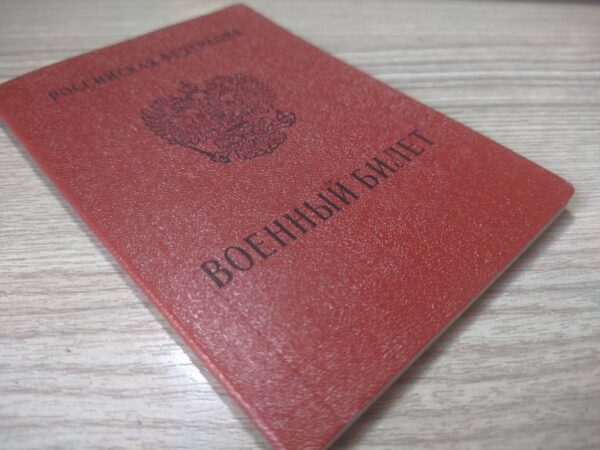 РОССИЙСКАЯ ФЕДЕРАЦИЯ
ВОЕННЫЙ БИЛЕТ